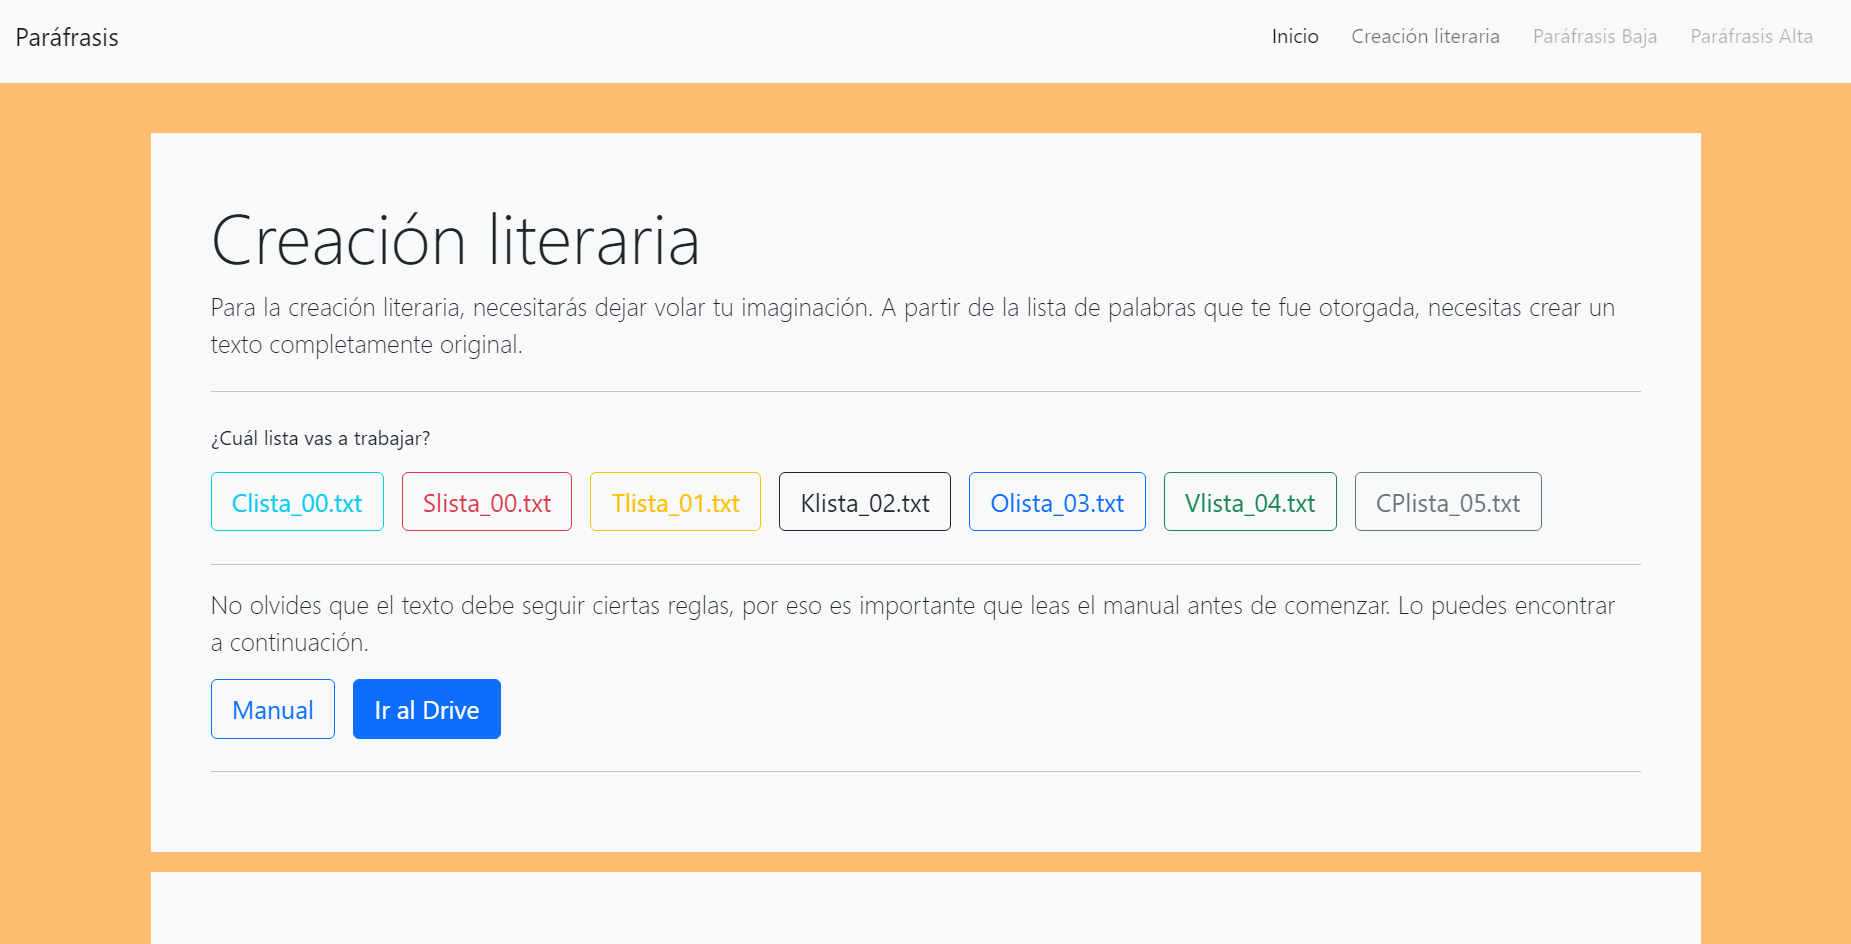 Paráfrasis
Inicio Creación literaria Paráfrasis Baja Paráfrasis Alta
Creación literaria
Para la creación literaria, necesitarás dejar volar tu imaginación. A partir de la lista de palabras que te fue otorgada, necesitas crear un
texto completamente original.
¿Cuál lista vas a trabajar?
Clista_00.txt Slista_00.txt Tlista_01.txt Klista_02.txt Olista_03.txt Vlista_04.txt CPlista_05.txt
No olvides que el texto debe seguir ciertas reglas, por eso es importante que leas el manual antes de comenzar. Lo puedes encontrar
a continuación.
Manual Ir al Drive